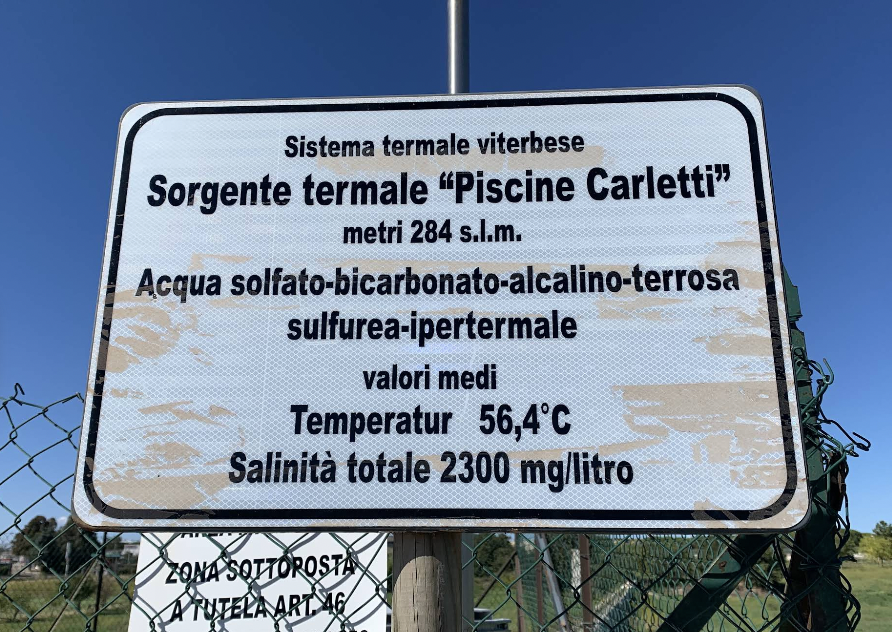 Sistema termale viterbese
Sorgente termale “Piscine Carletti”
metri 284 s.l.m.
Acqua solfato-bicarbonato-alcalino-terrosa
sulfurea-ipertermale
valori medi
Temperatur 56,4°C
Salinità totale 2300 mg/litro
ZONA SOTTOPOSTA
A TUTELA ART. 46